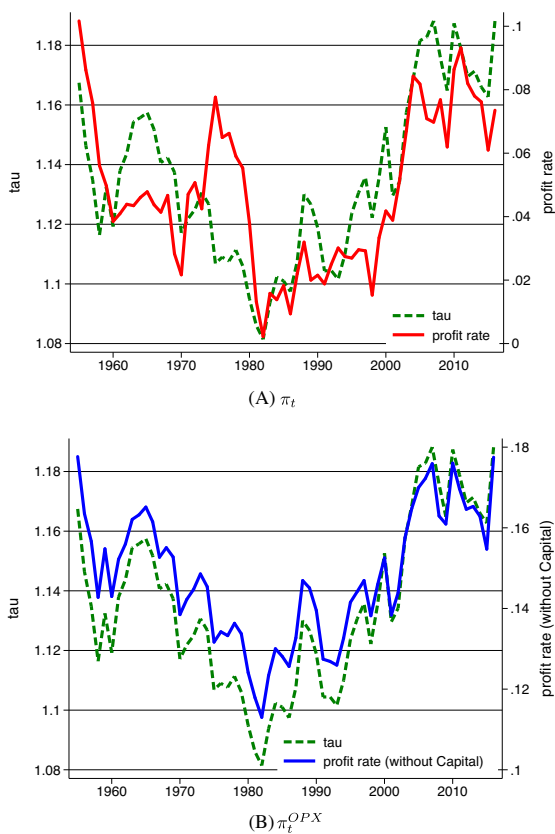 1.18
1.16
1.14
1.12
1.1
1.08
tau
.1
.08
.06
.04
.02
0
profit rate
tau
profit rate
1960 1970 1980 1990 2000 2010
(A) πt
1.18
1.16
1.14
1.12
1.1
1.08
tau
.18
.16
.14
.12
.1
profit rate (without Capital)
tau
profit rate (without Capital)
1960 1970 1980 1990 2000 2010
(B) πtOPX